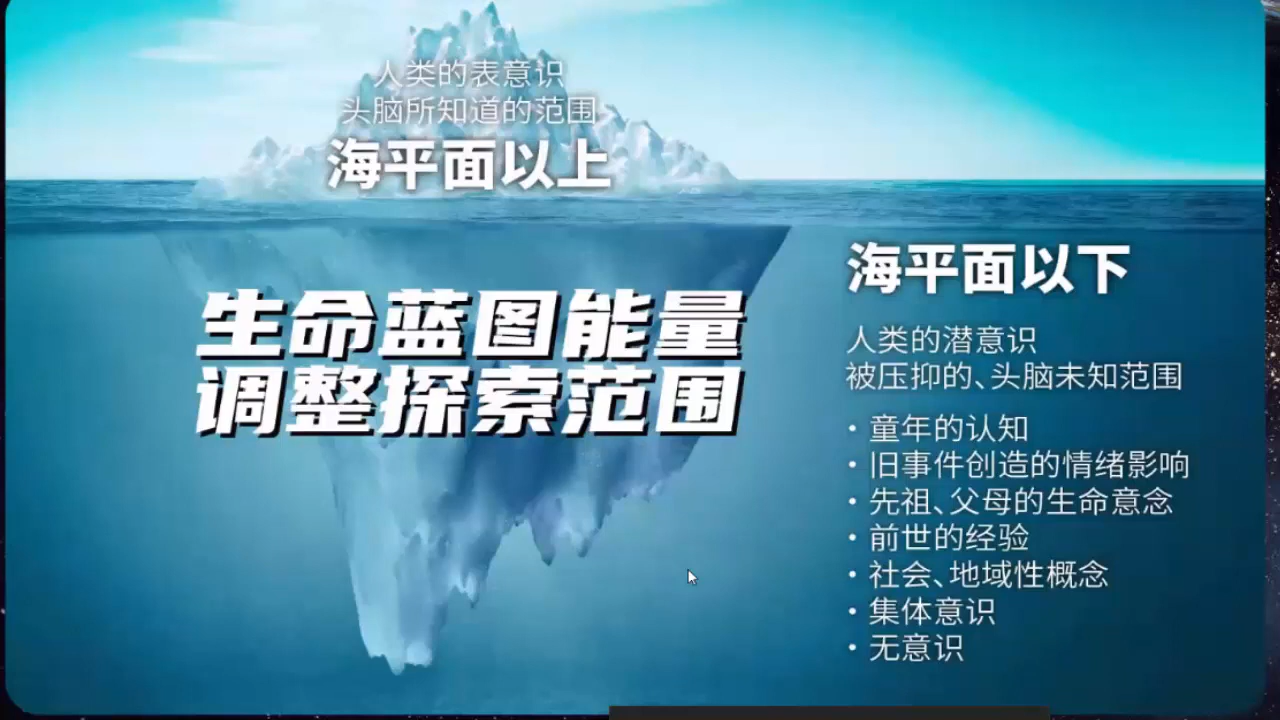 人类的表意识
头脑所知道的范围
海平面以上
生命蓝图能量
调整探索范围
海平面以下
人类的潜意识
被压抑的、头脑未知范围
· 童年的认知
· 旧事件创造的情绪影响
· 先祖、父母的生命意念
· 前世的经验
· 社会、地域性概念
· 集体意识
· 无意识